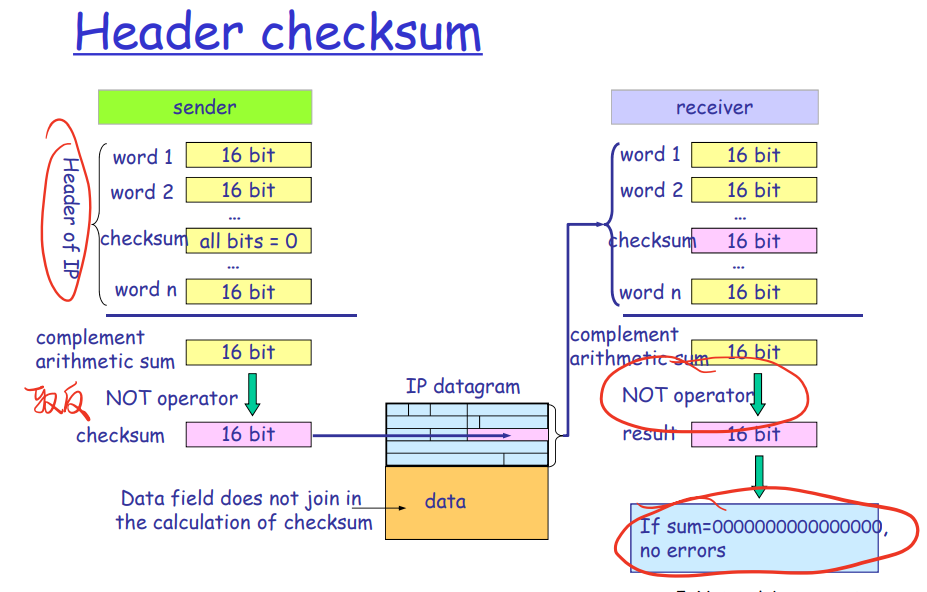 Header checksum
sender
Header of IP
word 1
16 bit
word 2
16 bit
...
checksum
all bits = 0
...
word n
16 bit
complement
arithmetic sum
16 bit
取反
NOT operator
checksum
16 bit
IP datagram
data
Data field does not join in
the calculation of checksum
receiver
word 1
16 bit
word 2
16 bit
...
checksum
16 bit
...
word n
16 bit
complement
arithmetic sum
16 bit
NOT operator
result
16 bit
If sum=0000000000000000,
no errors